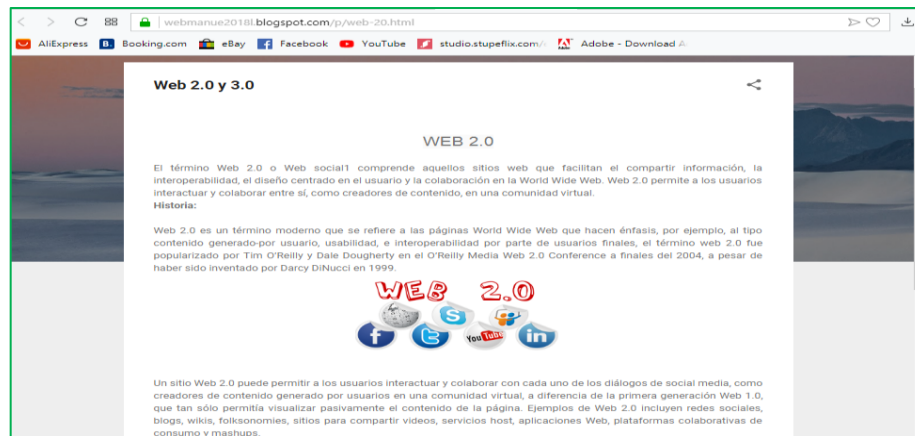 webmanue2018l.blogspot.com/p/web-20.html
AliExpress B. Booking.com eBay Facebook YouTube studio.stupeflix.com/ Adobe - Download A
Web 2.0 y 3.0
WEB 2.0
El término Web 2.0 o Web social1 comprende aquellos sitios web que facilitan el compartir información, la
interoperabilidad, el diseño centrado en el usuario y la colaboración en la World Wide Web. Web 2.0 permite a los usuarios
interactuar y colaborar entre sí, como creadores de contenido, en una comunidad virtual.
Historia:
Web 2.0 es un término moderno que se refiere a las páginas World Wide Web que hacen énfasis, por ejemplo, al tipo
contenido generado-por usuario, usabilidad, e interoperabilidad por parte de usuarios finales, el término web 2.0 fue
popularizado por Tim O'Reilly y Dale Dougherty en el O'Reilly Media Web 2.0 Conference a finales del 2004, a pesar de
haber sido inventado por Darcy DiNucci en 1999.
WEB 2.0
You Tube in
Un sitio Web 2.0 puede permitir a los usuarios interactuar y colaborar con cada uno de los diálogos de social media, como
creadores de contenido generado por usuarios en una comunidad virtual, a diferencia de la primera generación Web 1.0,
que tan sólo permitía visualizar pasivamente el contenido de la página. Ejemplos de Web 2.0 incluyen redes sociales,
blogs, wikis, folksonomies, sitios para compartir videos, servicios host, aplicaciones Web, plataformas colaborativas de
consumo y mashups.